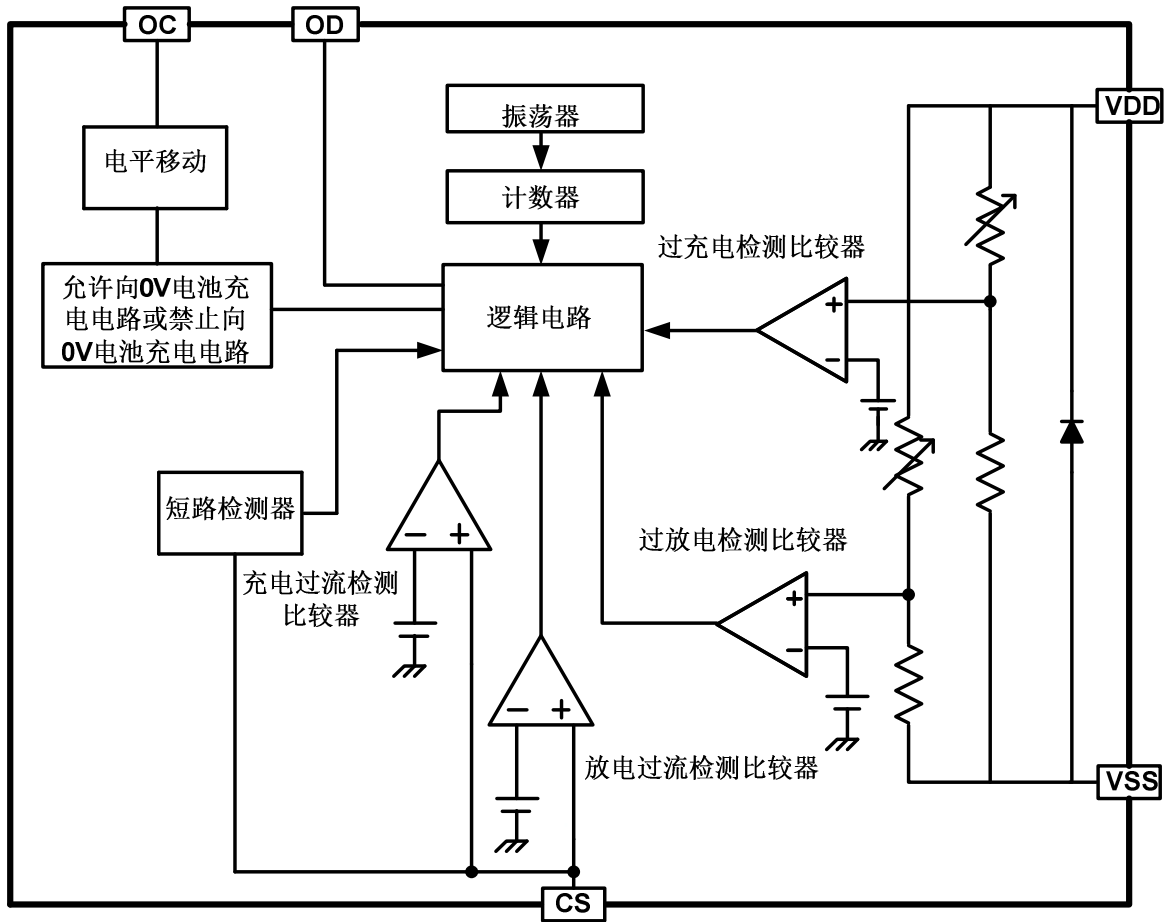 OC
OD
振荡器
VDD
电平移动
计数器
过充电检测比较器
允许向0V电池充
电电路或禁止向
0V电池充电电路
逻辑电路
+
−
短路检测器
− +
过放电检测比较器
充电过流检测
比较器
+
−
− +
放电过流检测比较器
VSS
CS